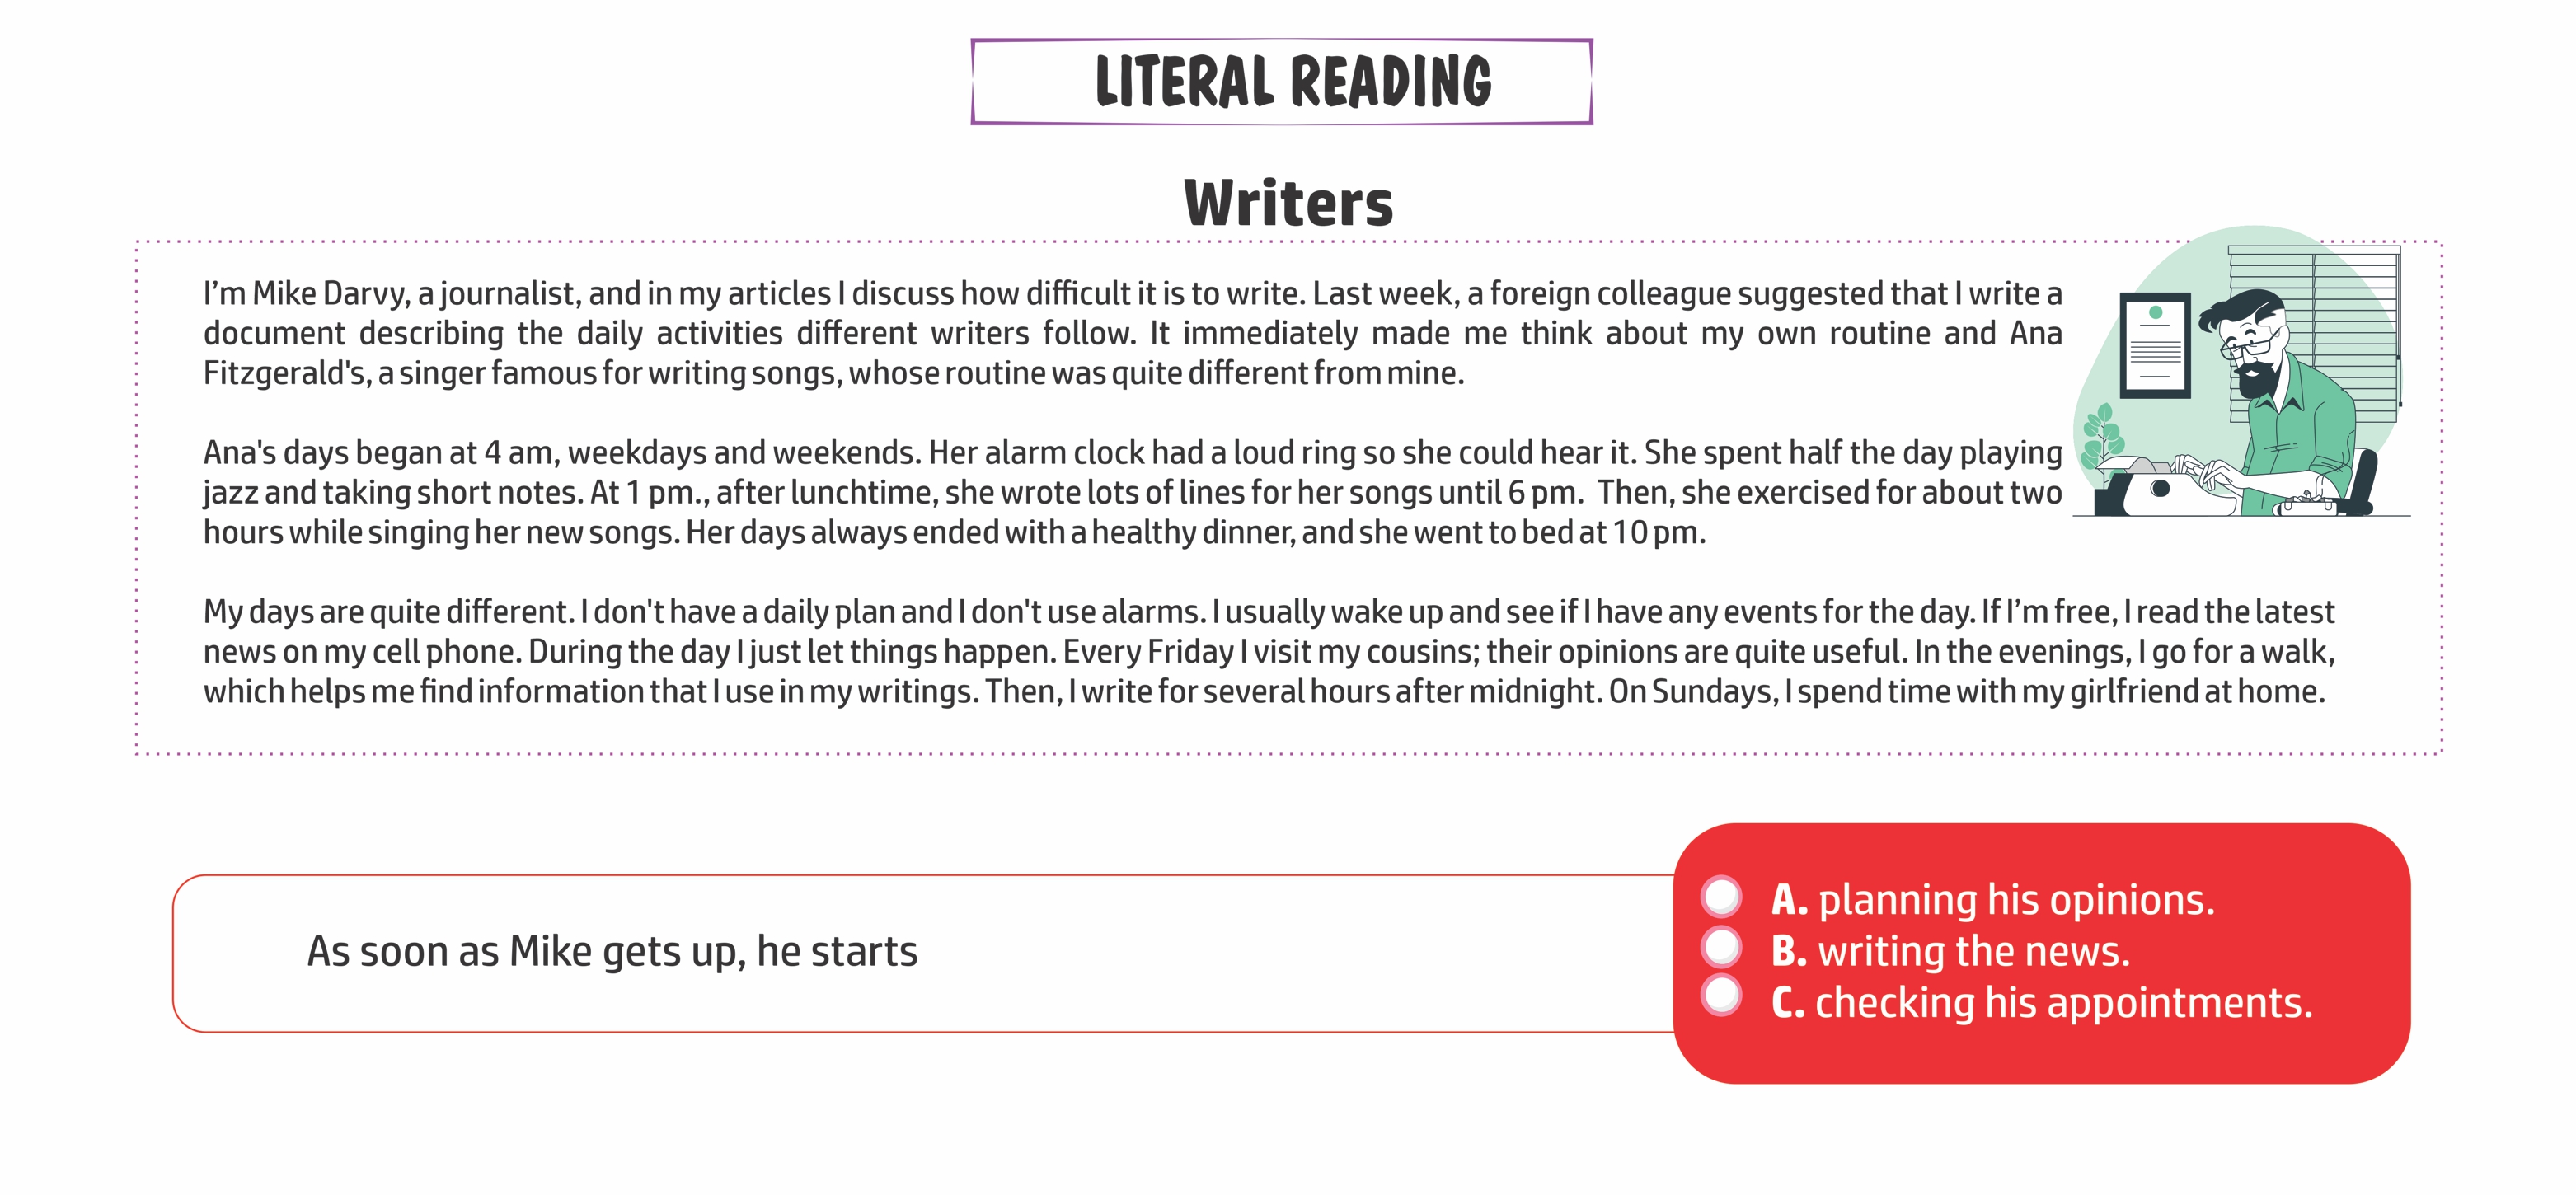 LITERAL READING
Writers
I'm Mike Darvy, a journalist, and in my articles I discuss how difficult it is to write. Last week, a foreign colleague suggested that I write a
document describing the daily activities different writers follow. It immediately made me think about my own routine and Ana
Fitzgerald's, a singer famous for writing songs, whose routine was quite different from mine.
Ana's days began at 4 am, weekdays and weekends. Her alarm clock had a loud ring so she could hear it. She spent half the day playing
jazz and taking short notes. At 1 pm., after lunchtime, she wrote lots of lines for her songs until 6 pm. Then, she exercised for about two
hours while singing her new songs. Her days always ended with a healthy dinner, and she went to bed at 10 pm.
My days are quite different. I don't have a daily plan and I don't use alarms. I usually wake up and see if I have any events for the day. If I'm free, I read the latest
news on my cell phone. During the day I just let things happen. Every Friday I visit my cousins; their opinions are quite useful. In the evenings, I go for a walk,
which helps me find information that I use in my writings. Then, I write for several hours after midnight. On Sundays, I spend time with my girlfriend at home.
As soon as Mike gets up, he starts
A. planning his opinions.
B. writing the news.
C. checking his appointments.